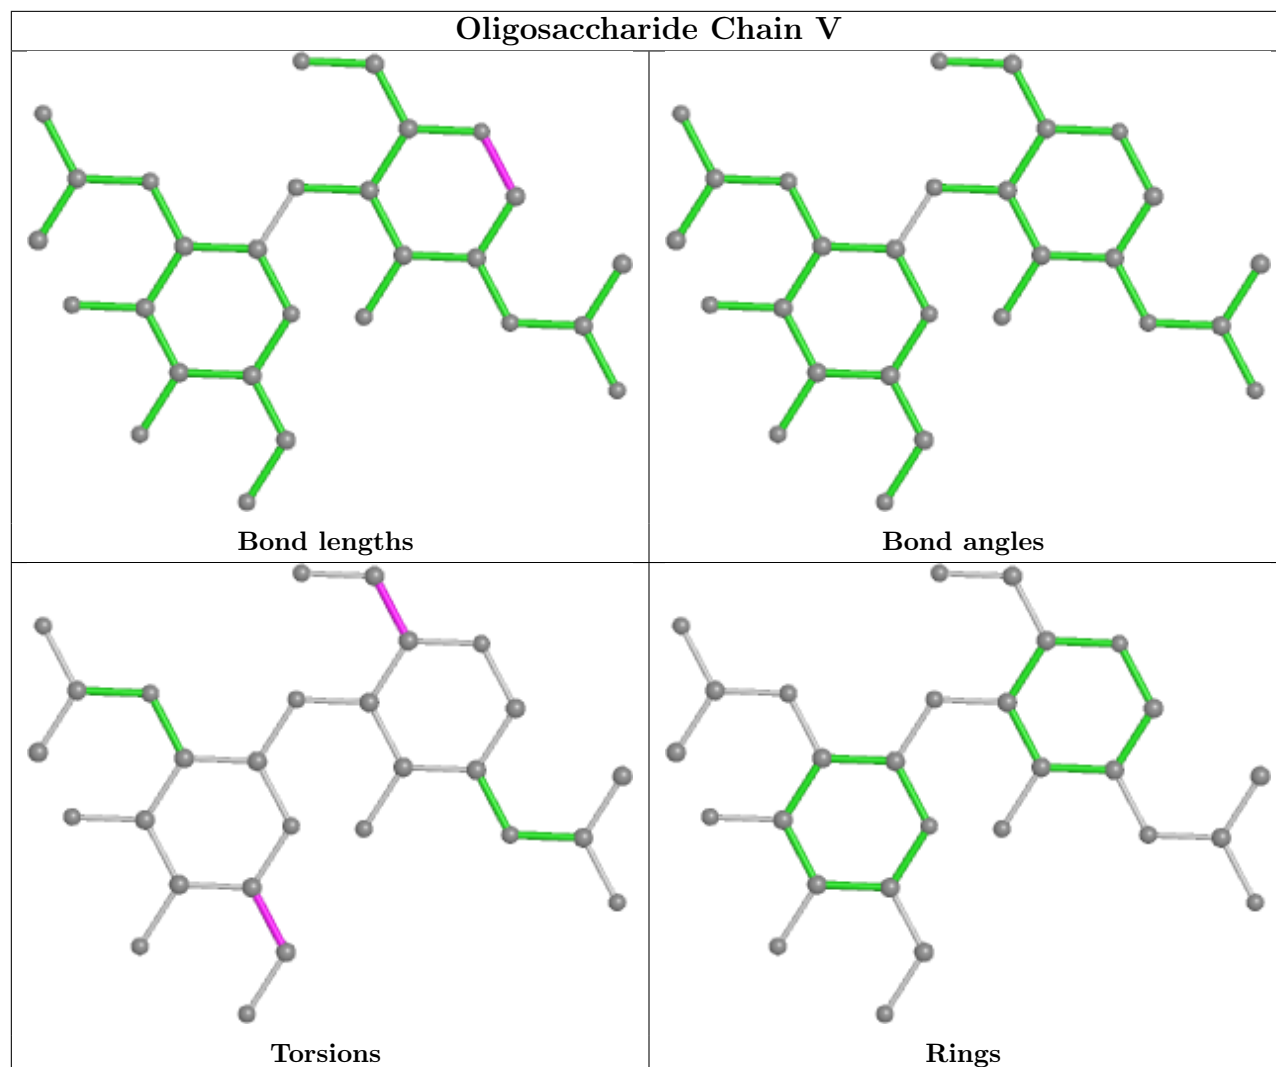 Oligosaccharide Chain V
Bond lengths
Bond angles
Torsions
Rings